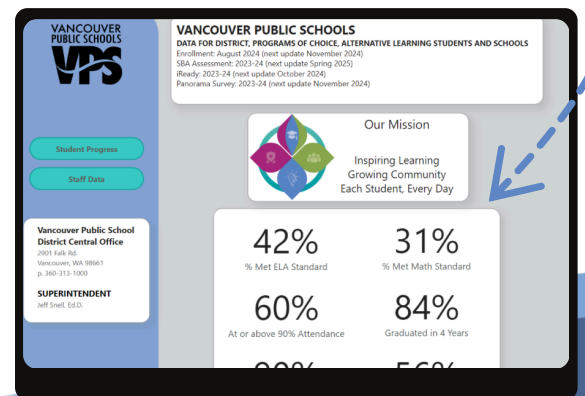 VANCOUVER
PUBLIC SCHOOLS
VPS
Student Progress
Staff Data
Vancouver Public School
District Central Office
2901 Falk Rd.
Vancouver, WA 98661
p. 360-313-1000
SUPERINTENDENT
Jeff Snell, Ed.D.
VANCOUVER PUBLIC SCHOOLS
DATA FOR DISTRICT, PROGRAMS OF CHOICE, ALTERNATIVE LEARNING STUDENTS AND SCHOOLS
Enrollment: August 2024 (next update November 2024)
SBA Assessment: 2023-24 (next update Spring 2025)
iReady: 2023-24 (next update October 2024)
Panorama Survey: 2023-24 (next update November 2024)
Our Mission
Inspiring Learning
Growing Community
Each Student, Every Day
42% 31%
% Met ELA Standard % Met Math Standard
60% 84%
At or above 90% Attendance Graduated in 4 Years